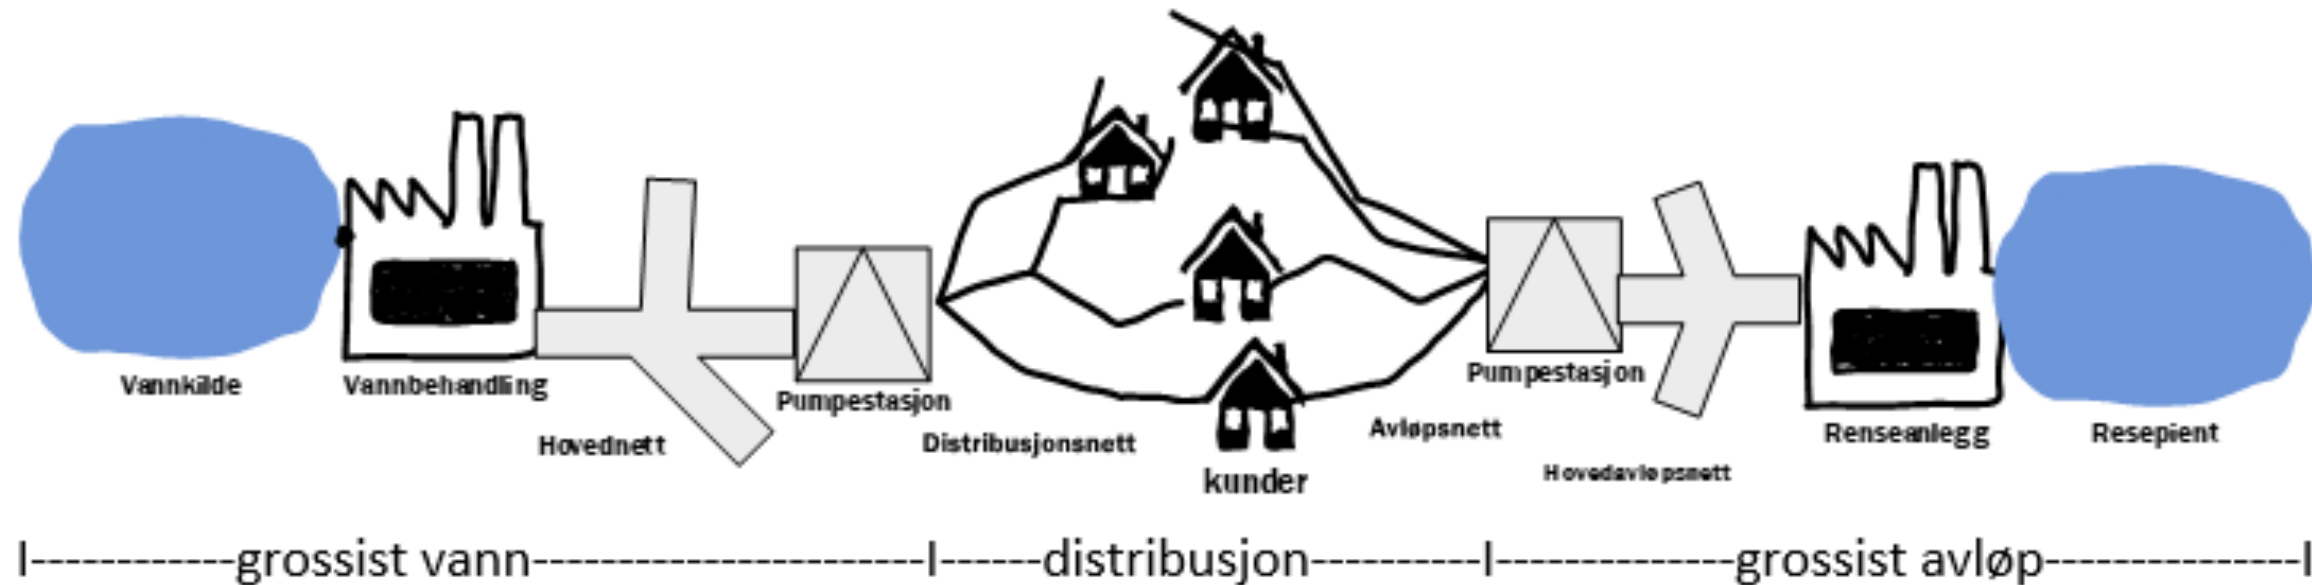 Vannkilde
Vannbehandling
Hovednett
Pumpestasjon
Distribusjonsnett
kunder
Avløpsnett
Pumpestasjon
Hovedavløpsnett
Renseanlegg
Resepient
|------------grossist vann-----------------------|------distribusjon----------|--------------grossist avløp---------------|